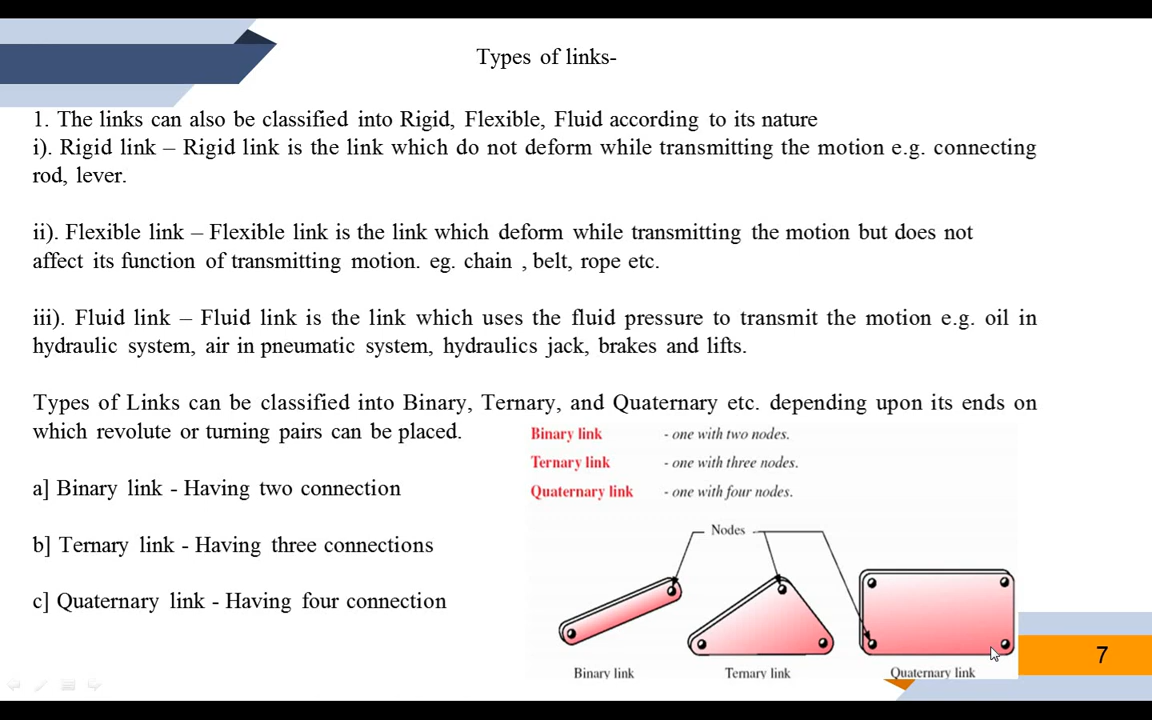 Types of links-
1. The links can also be classified into Rigid, Flexible, Fluid according to its nature
i). Rigid link – Rigid link is the link which do not deform while transmitting the motion e.g. connecting
rod, lever.
ii). Flexible link – Flexible link is the link which deform while transmitting the motion but does not
affect its function of transmitting motion. eg. chain , belt, rope etc.
iii). Fluid link – Fluid link is the link which uses the fluid pressure to transmit the motion e.g. oil in
hydraulic system, air in pneumatic system, hydraulics jack, brakes and lifts.
Types of Links can be classified into Binary, Ternary, and Quaternary etc. depending upon its ends on
which revolute or turning pairs can be placed.
Binary link - one with two nodes.
Ternary link - one with three nodes.
Quaternary link - one with four nodes.
a] Binary link - Having two connection
b] Ternary link - Having three connections
c] Quaternary link - Having four connection
Nodes
Binary link
Ternary link
Quaternary link
7